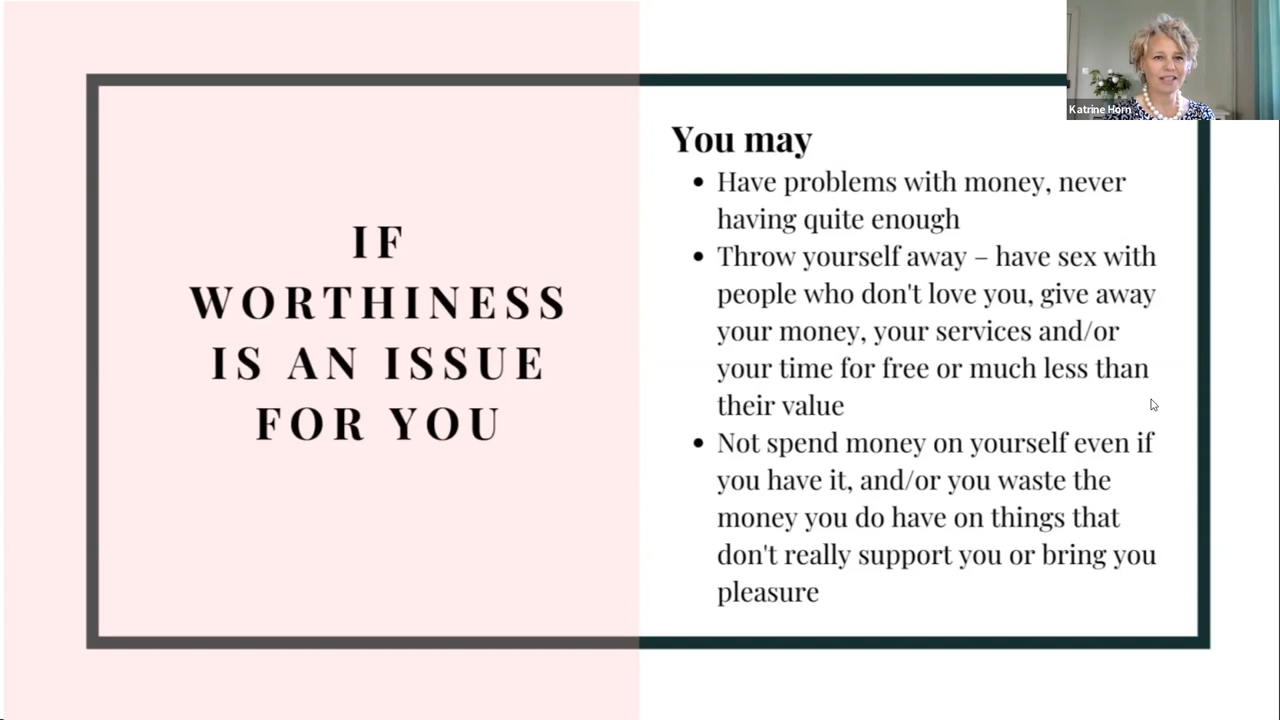 IF
WORTHINESS
IS AN ISSUE
FOR YOU
You may
• Have problems with money, never
having quite enough
• Throw yourself away – have sex with
people who don't love you, give away
your money, your services and/or
your time for free or much less than
their value
• Not spend money on yourself even if
you have it, and/or you waste the
money you do have on things that
don't really support you or bring you
pleasure
Katrine Horn